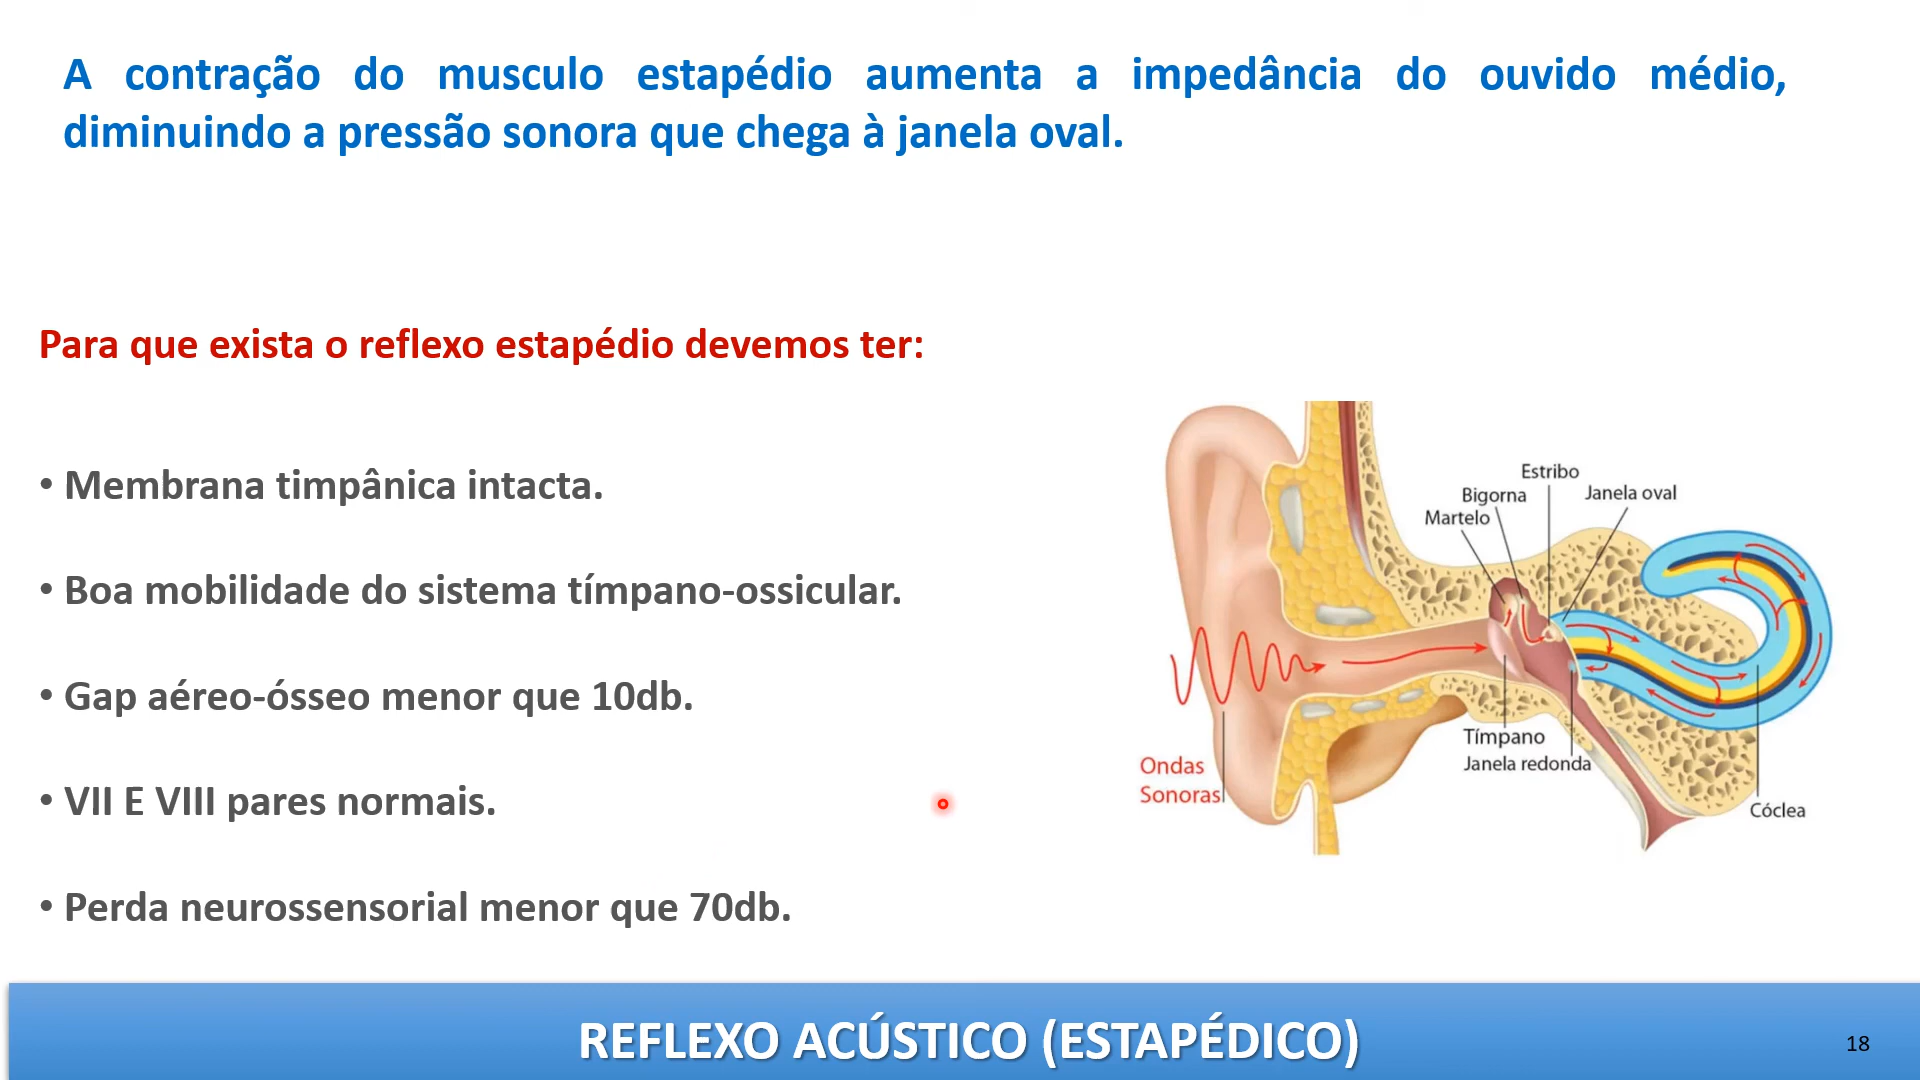 A contração do musculo estapédio aumenta a impedância do ouvido médio,
diminuindo a pressão sonora que chega à janela oval.
Para que exista o reflexo estapédio devemos ter:
• Membrana timpânica intacta.
• Boa mobilidade do sistema tímpano-ossicular.
• Gap aéreo-ósseo menor que 10db.
• VII E VIII pares normais.
• Perda neurossensorial menor que 70db.
Estribo
Bigorna
Janela oval
Martelo
Tímpano
Janela redonda
Ondas
Sonoras
Cóclea
REFLEXO ACÚSTICO (ESTAPÉDICO)
18